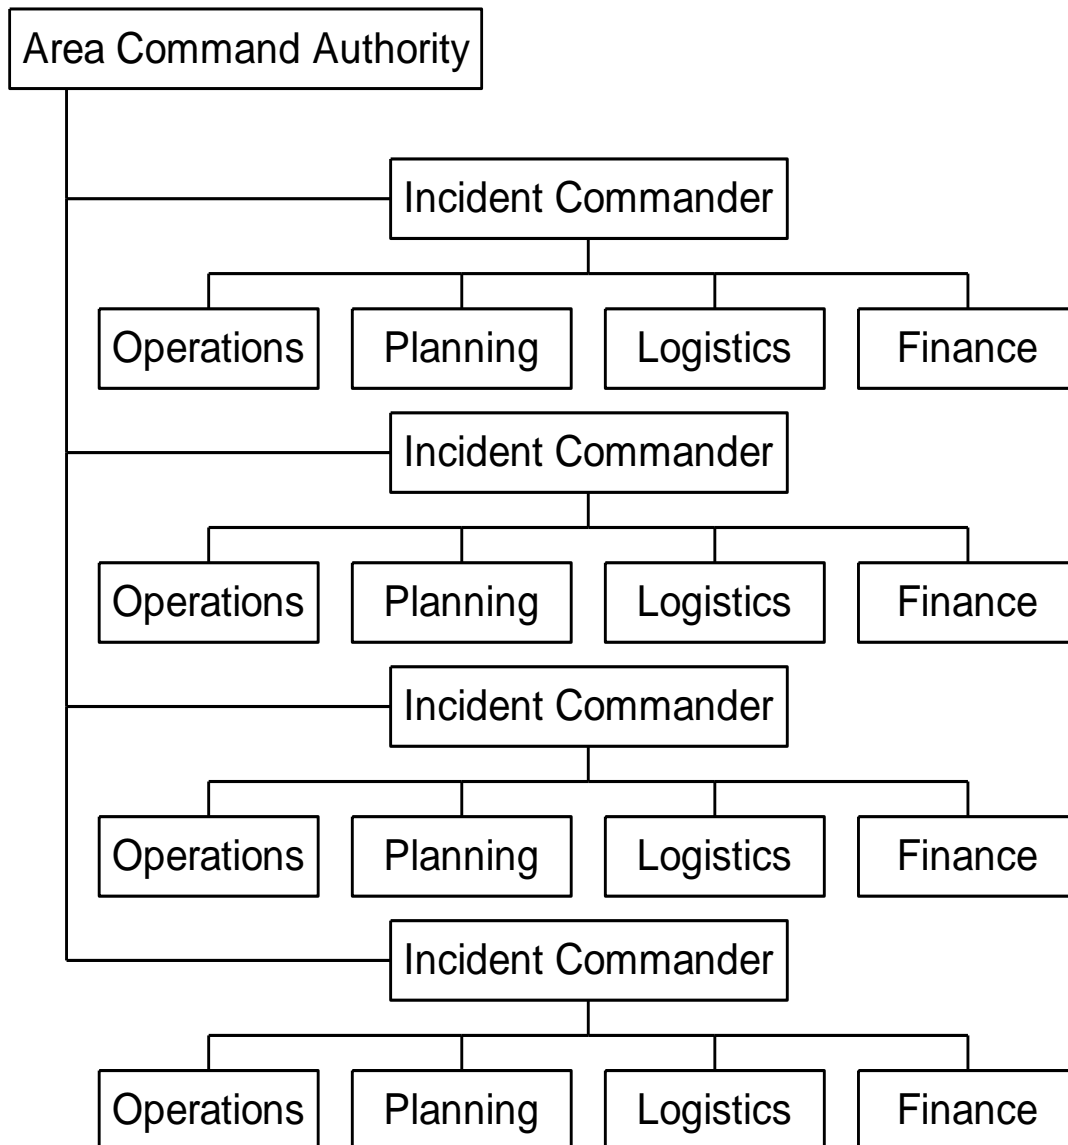 Area Command Authority
Incident Commander
Operations Planning Logistics Finance
Incident Commander
Operations Planning Logistics Finance
Incident Commander
Operations Planning Logistics Finance
Incident Commander
Operations Planning Logistics Finance